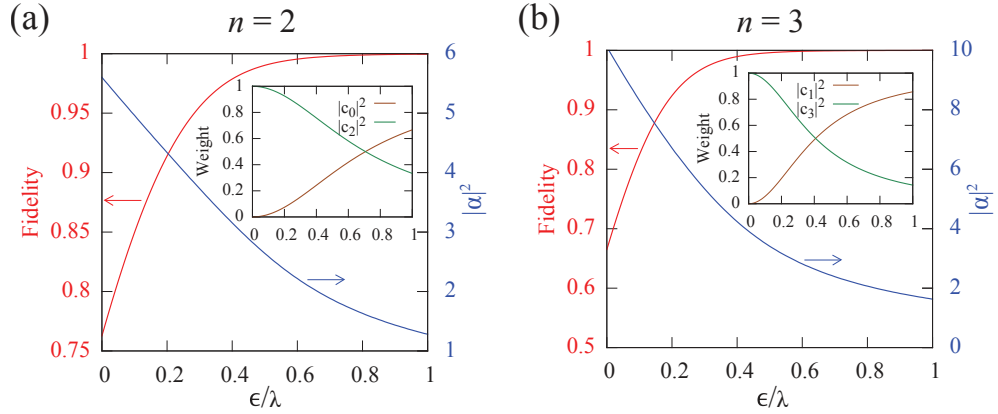 (a)
n = 2
Fidelity
1
0.95
0.9
0.85
0.8
0.75
0 0.2 0.4 0.6 0.8 1
ϵ/λ
6
5
4
3
2
1
|α|²
Weight
1
0.8
0.6
0.4
0.2
0
0.2 0.4 0.6 0.8 1
|c₀|²
|c₂|²
(b)
n = 3
Fidelity
1
0.9
0.8
0.7
0.6
0.5
0 0.2 0.4 0.6 0.8 1
ϵ/λ
10
8
6
4
2
0
|α|²
Weight
1
0.8
0.6
0.4
0.2
0
0.2 0.4 0.6 0.8 1
|c₁|²
|c₃|²